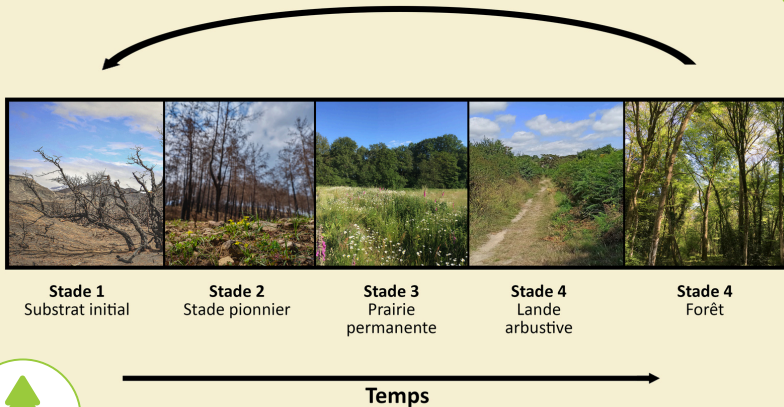 Stade 1
Substrat initial
Stade 2
Stade pionnier
Stade 3
Prairie
permanente
Stade 4
Lande
arbustive
Stade 4
Forêt
Temps